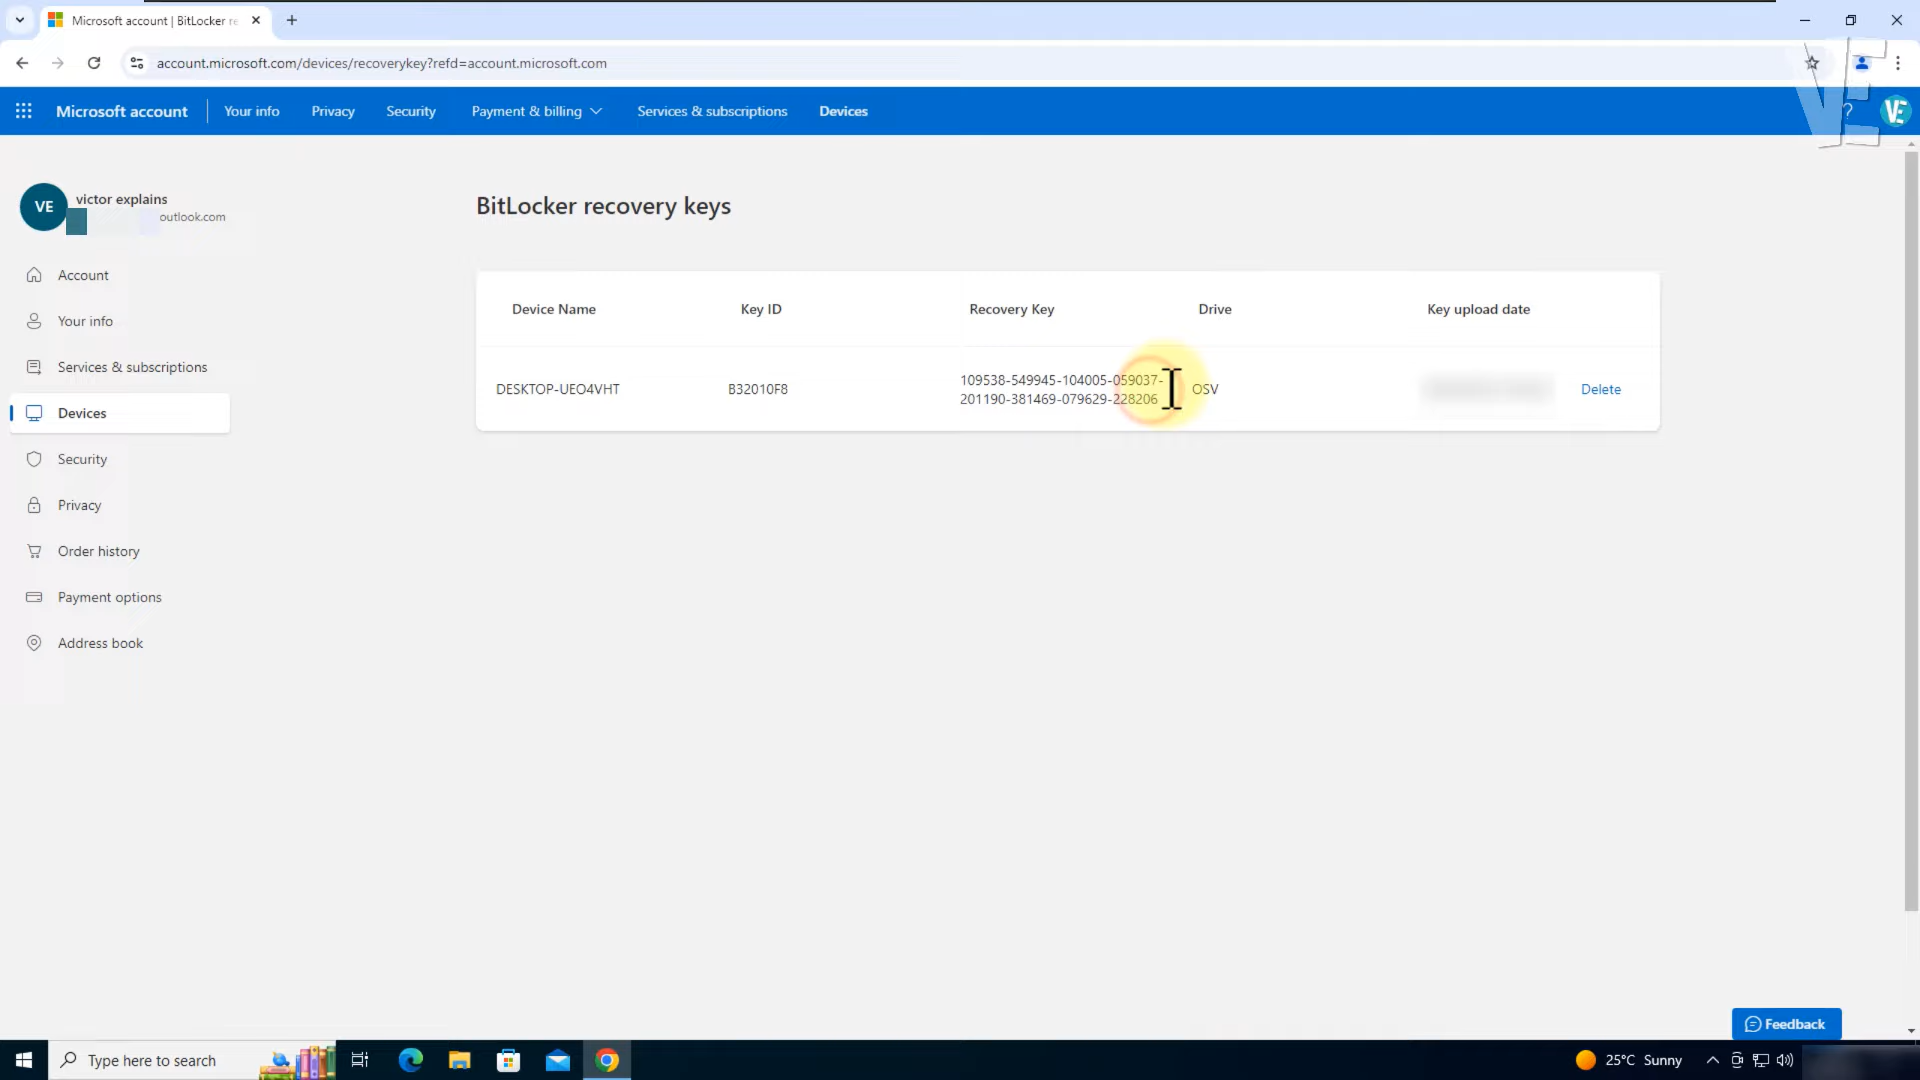 Microsoft account | BitLocker re
account.microsoft.com/devices/recoverykey?refd=account.microsoft.com
Microsoft account Your info Privacy Security Payment & billing Services & subscriptions Devices ? VE
VE victor explains
outlook.com
Account
Your info
Services & subscriptions
Devices
Security
Privacy
Order history
Payment options
Address book
BitLocker recovery keys
Device Name Key ID Recovery Key Drive Key upload date
DESKTOP-UEO4VHT B32010F8 109538-549945-104005-059037- OSV Delete
201190-381469-079629-228206
Feedback
Type here to search 25°C Sunny